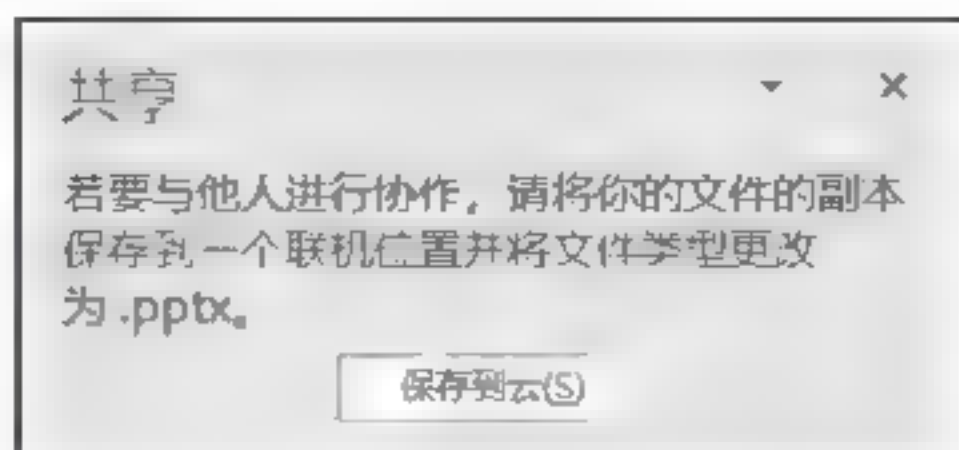 共享
若要与他人进行协作，请将你的文件的副本
保存到一个联机位置并将文件类型更改
为 .pptx。
保存到云(S)